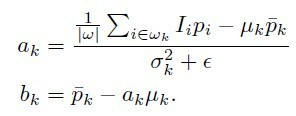 a_k = \frac{\frac{1}{|\omega|} \sum_{i \in \omega_k} I_i p_i - \mu_k \bar{p}_k}{\sigma_k^2 + \epsilon}
b_k = \bar{p}_k - a_k \mu_k.